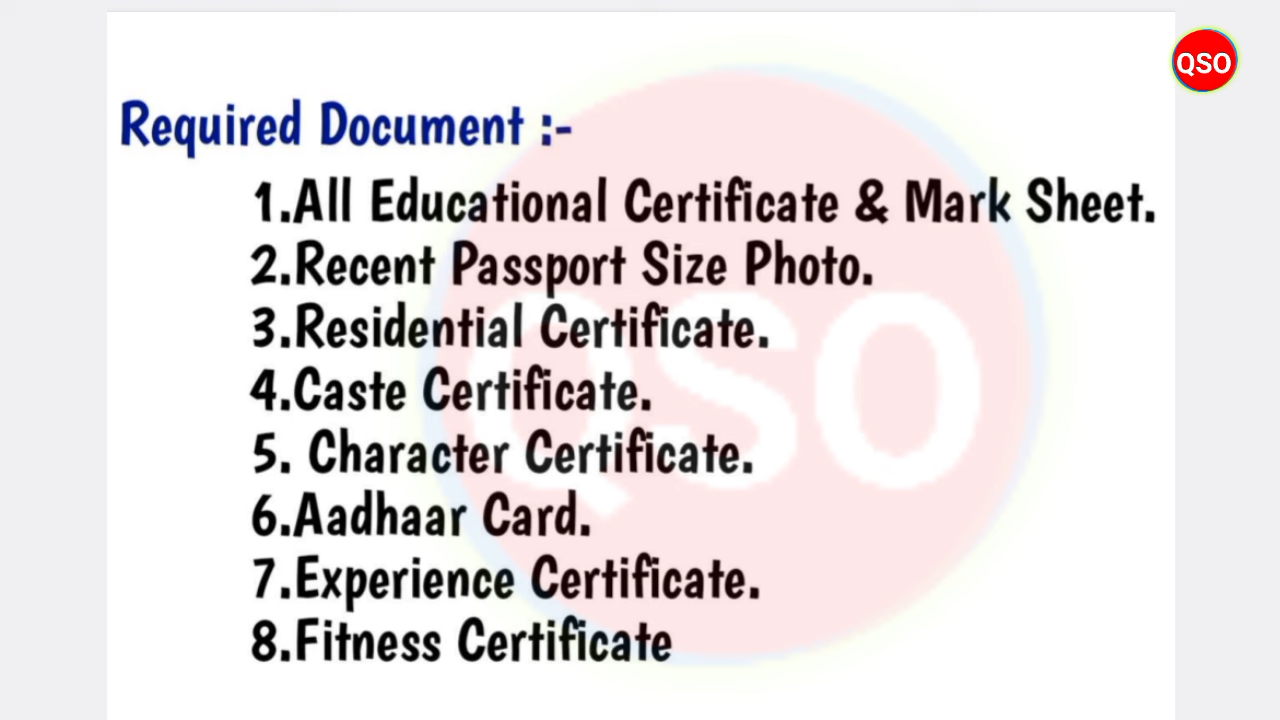 QSO
Required Document :-
1.All Educational Certificate & Mark Sheet.
2.Recent Passport Size Photo.
3.Residential Certificate.
4.Caste Certificate.
5. Character Certificate.
6.Aadhaar Card.
7.Experience Certificate.
8.Fitness Certificate
QSO